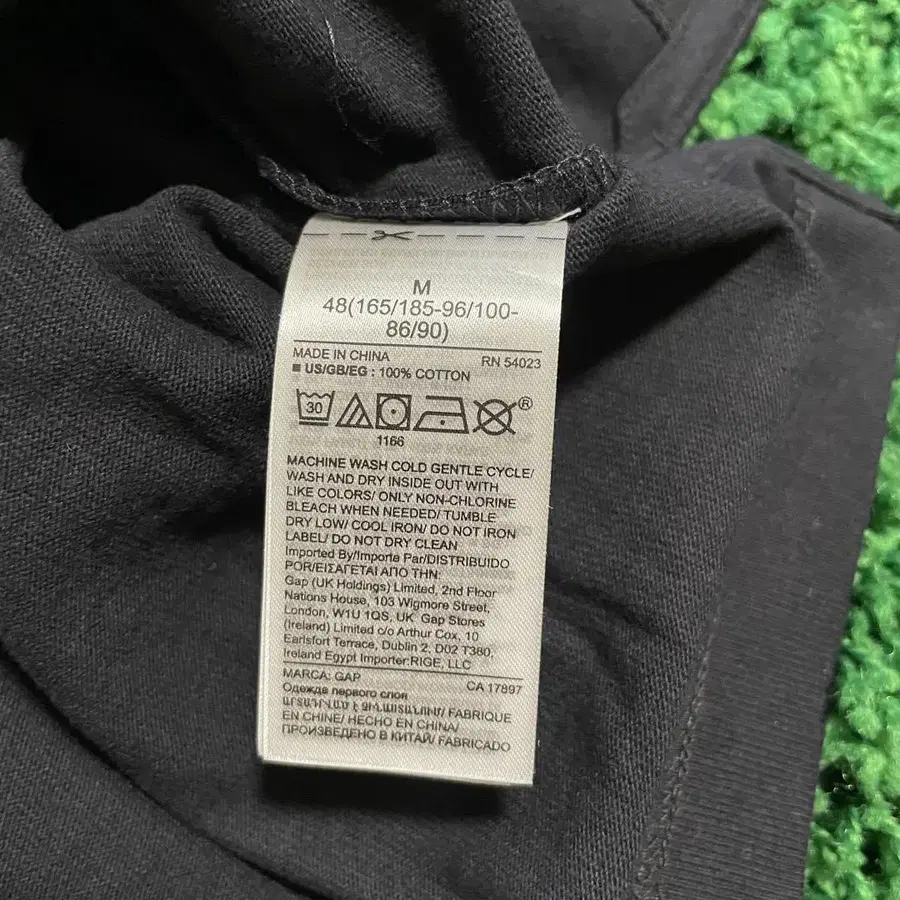 M
48(165/185-96/100-
86/90)
MADE IN CHINA RN 54023
■ US/GB/EG : 100% COTTON
30
®
1166
MACHINE WASH COLD GENTLE CYCLE/
WASH AND DRY INSIDE OUT WITH
LIKE COLORS/ ONLY NON-CHLORINE
BLEACH WHEN NEEDED/ TUMBLE
DRY LOW/ COOL IRON/ DO NOT IRON
LABEL/ DO NOT DRY CLEAN
Imported By/Importe Par/DISTRIBUIDO
POR/ΕΙΣΑΓΕΤΑΙ ΑΠΟ ΤΗΝ:
Gap (UK Holdings) Limited, 2nd Floor
Nations House, 103 Wigmore Street,
London, W1U 1QS, UK Gap Stores
(Ireland) Limited c/o Arthur Cox, 10
Earlsfort Terrace, Dublin 2, D02 T380,
Ireland Egypt Importer:RIGE, LLC
MARCA: GAP CA 17897
Одежда первого слоя
ԱՐՏԱԴՐՎԱԾ Է ՉԻՆԱՍՏԱՆՈՒՄ/ FABRIQUE
EN CHINE/ HECHO EN CHINA/
ПРОИЗВЕДЕНО В КИТАЙ/ FABRICADO